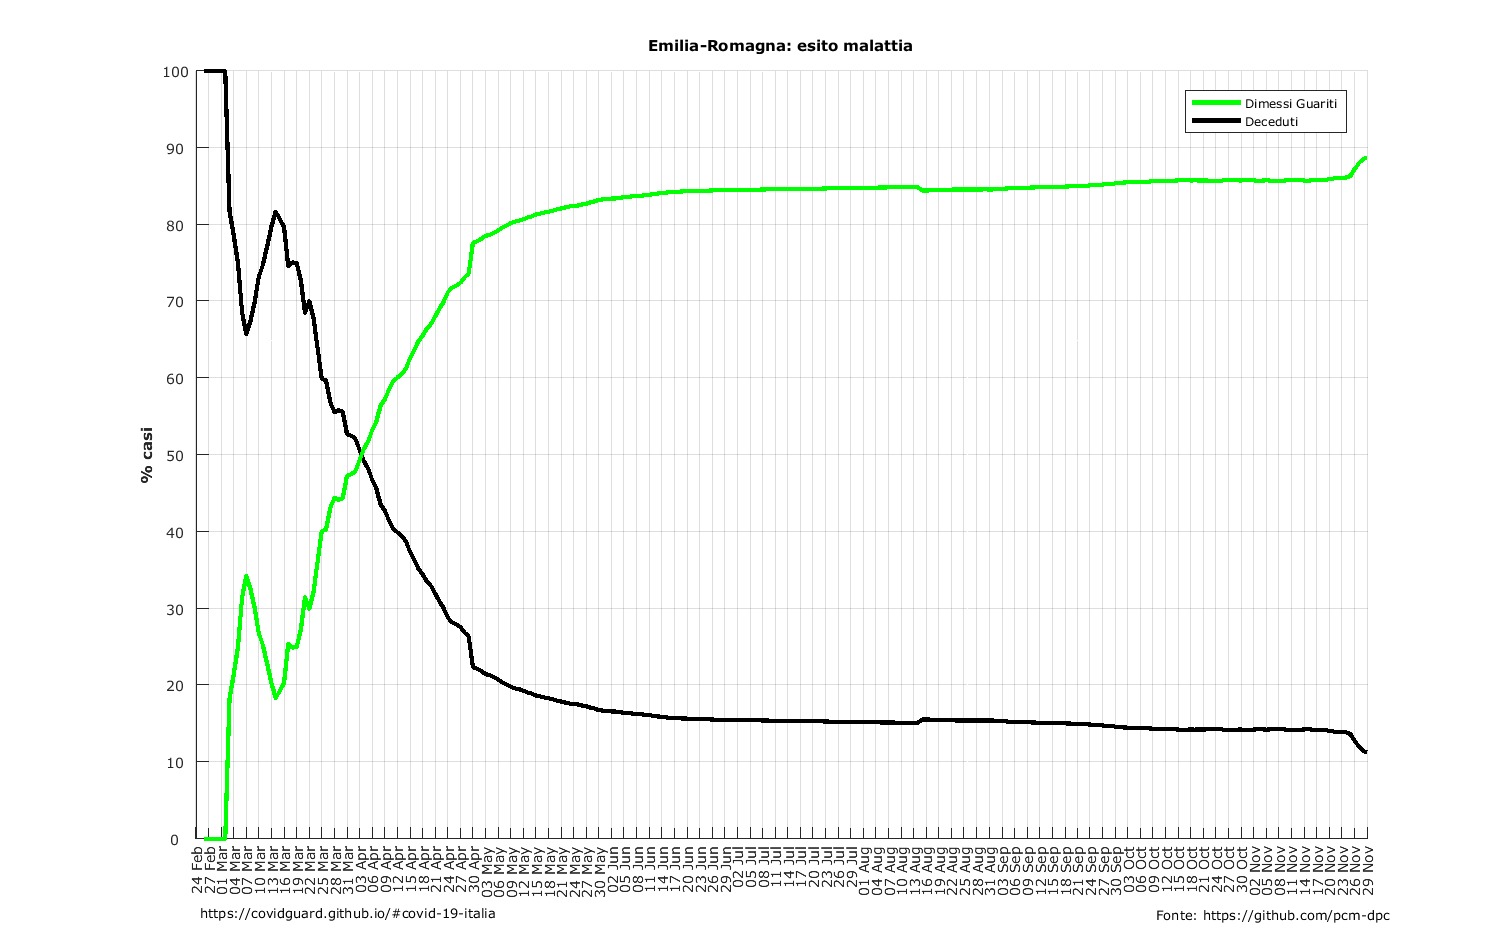 Emilia-Romagna: esito malattia
Dimessi Guariti
Deceduti
% casi
100
90
80
70
60
50
40
30
20
10
0
24 Feb
27 Feb
01 Mar
04 Mar
07 Mar
10 Mar
13 Mar
16 Mar
19 Mar
22 Mar
25 Mar
28 Mar
31 Mar
03 Apr
06 Apr
09 Apr
12 Apr
15 Apr
18 Apr
21 Apr
24 Apr
27 Apr
30 Apr
03 May
06 May
09 May
12 May
15 May
18 May
21 May
24 May
27 May
30 May
02 Jun
05 Jun
08 Jun
11 Jun
14 Jun
17 Jun
20 Jun
23 Jun
26 Jun
29 Jun
02 Jul
05 Jul
08 Jul
11 Jul
14 Jul
17 Jul
20 Jul
23 Jul
26 Jul
29 Jul
01 Aug
04 Aug
07 Aug
10 Aug
13 Aug
16 Aug
19 Aug
22 Aug
25 Aug
28 Aug
31 Aug
03 Sep
06 Sep
09 Sep
12 Sep
15 Sep
18 Sep
21 Sep
24 Sep
27 Sep
30 Sep
03 Oct
06 Oct
09 Oct
12 Oct
15 Oct
18 Oct
21 Oct
24 Oct
27 Oct
30 Oct
02 Nov
05 Nov
08 Nov
11 Nov
14 Nov
17 Nov
20 Nov
23 Nov
26 Nov
29 Nov
https://covidguard.github.io/#covid-19-italia
Fonte: https://github.com/pcm-dpc